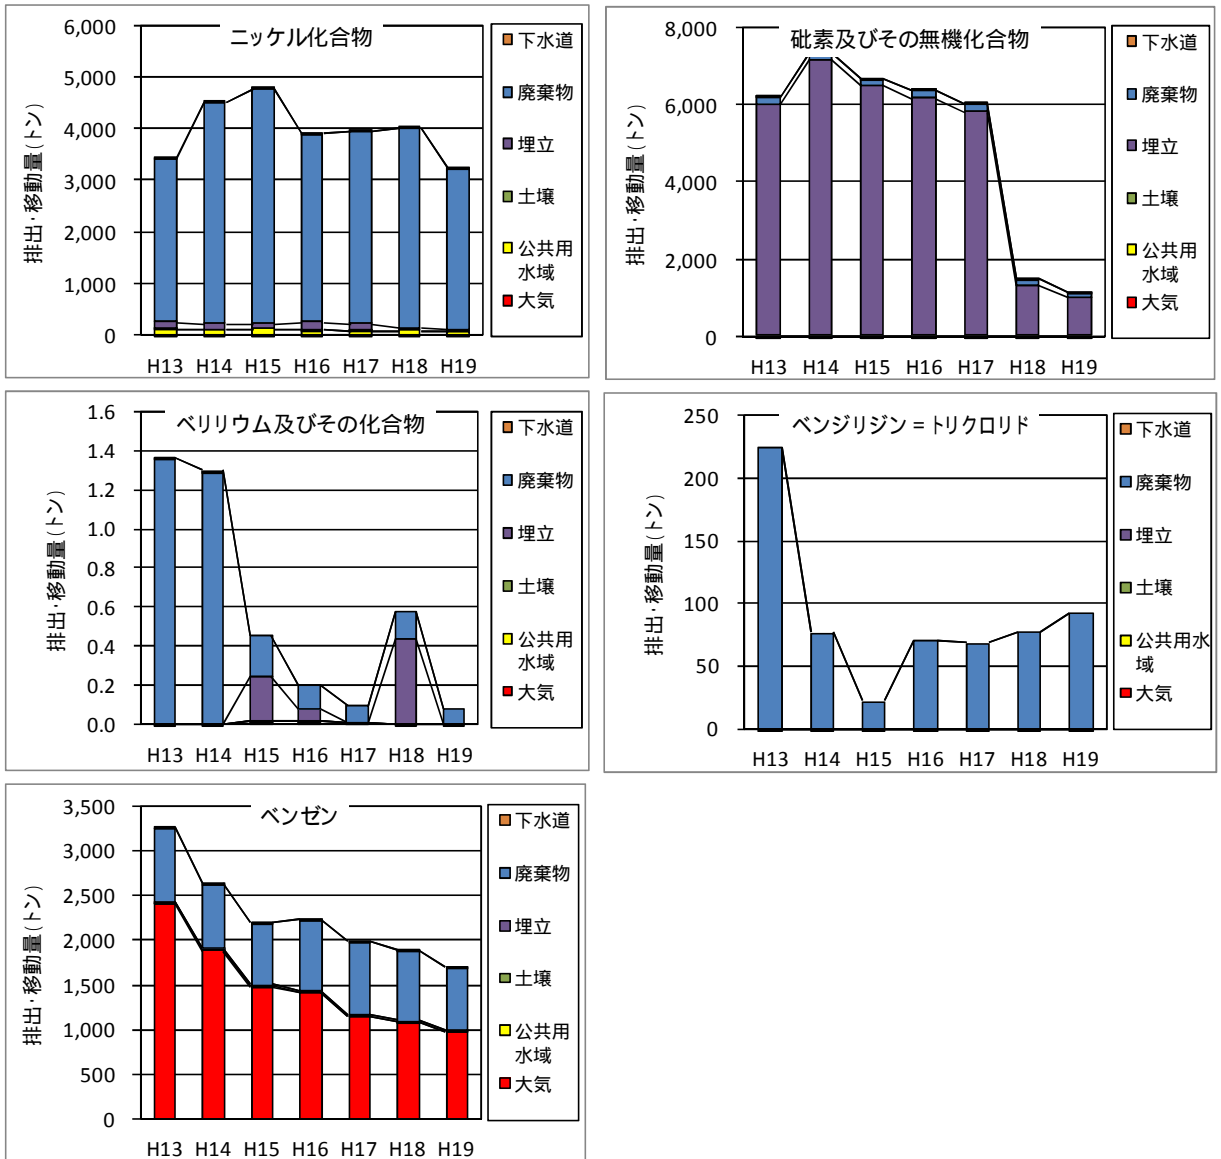 ニッケル化合物
排出・移動量(トン)
6,000
5,000
4,000
3,000
2,000
1,000
0
H13 H14 H15 H16 H17 H18 H19
下水道
廃棄物
埋立
土壌
公共用
水域
大気
砒素及びその無機化合物
排出・移動量(トン)
8,000
6,000
4,000
2,000
0
H13 H14 H15 H16 H17 H18 H19
下水道
廃棄物
埋立
土壌
公共用
水域
大気
ベリリウム及びその化合物
排出・移動量(トン)
1.6
1.4
1.2
1.0
0.8
0.6
0.4
0.2
0.0
H13 H14 H15 H16 H17 H18 H19
下水道
廃棄物
埋立
土壌
公共用
水域
大気
ベンジリジン=トリクロリド
排出・移動量(トン)
250
200
150
100
50
0
H13 H14 H15 H16 H17 H18 H19
下水道
廃棄物
埋立
土壌
公共用水
域
大気
ベンゼン
排出・移動量(トン)
3,500
3,000
2,500
2,000
1,500
1,000
500
0
H13 H14 H15 H16 H17 H18 H19
下水道
廃棄物
埋立
土壌
公共用
水域
大気